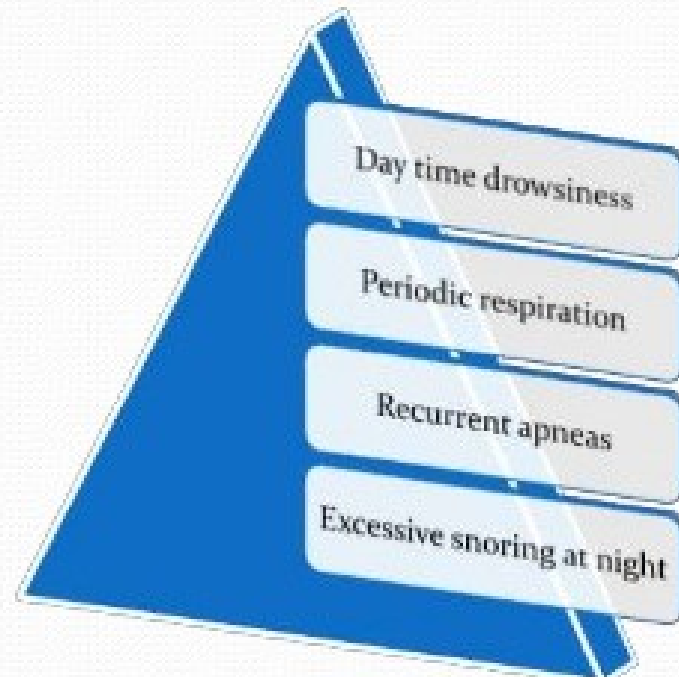 Day time drowsiness
Periodic respiration
Recurrent apneas
Excessive snoring at night